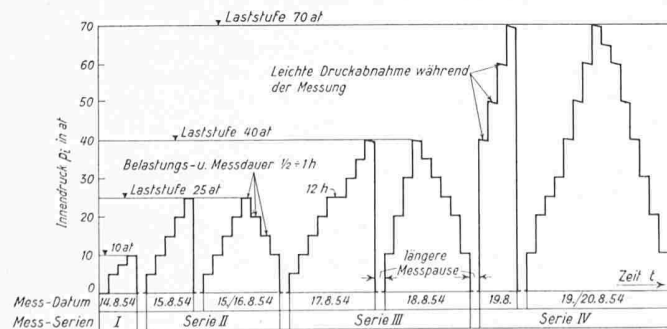 Laststufe 70 at
70
60
50
40
30
20
10
0
Innendruck pᵢ in at
Leichte Druckabnahme während
der Messung
Laststufe 40 at
Belastungs- u. Messdauer ½ ÷ 1 h
Laststufe 25 at
12 h
10 at
längere
Messpause
Zeit t
Mess-Datum 14.8.54 15.8.54 15./16.8.54 17.8.54 18.8.54 19.8. 19./20.8.54
Mess-Serien I Serie II Serie III Serie IV